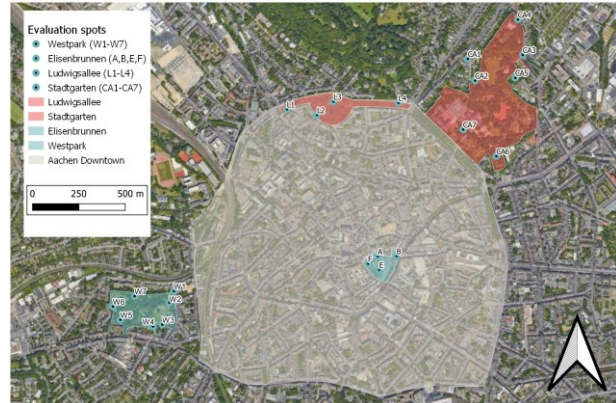 Evaluation spots
Westpark (W1-W7)
Elisenbrunnen (A,B,E,F)
Ludwigsallee (L1-L4)
Stadtgarten (CA1-CA7)
Ludwigsallee
Stadtgarten
Elisenbrunnen
Westpark
Aachen Downtown
0 250 500 m
CA4
CA1
CA3
CA2
CA5
L3
L4
L1
L2
CA7
CA6
A
B
F
E
W1
W7
W2
W6
W5
W4
W3